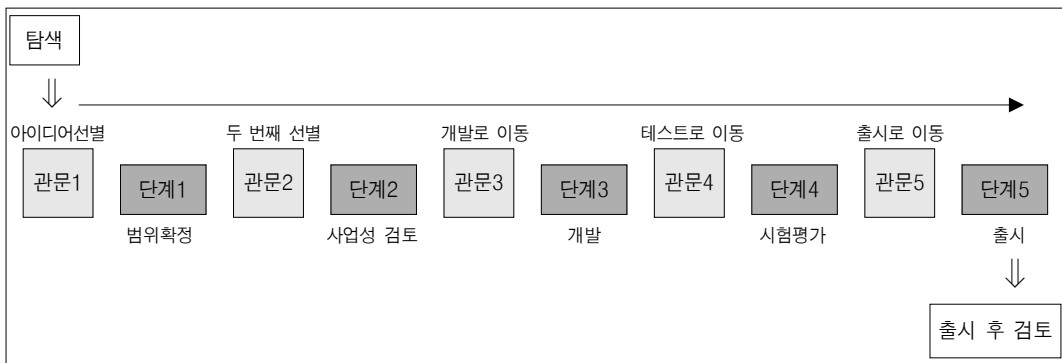 탐색
아이디어선별 두 번째 선별 개발로 이동 테스트로 이동 출시로 이동
관문1 단계1 관문2 단계2 관문3 단계3 관문4 단계4 관문5 단계5
범위확정 사업성 검토 개발 시험평가 출시
출시 후 검토